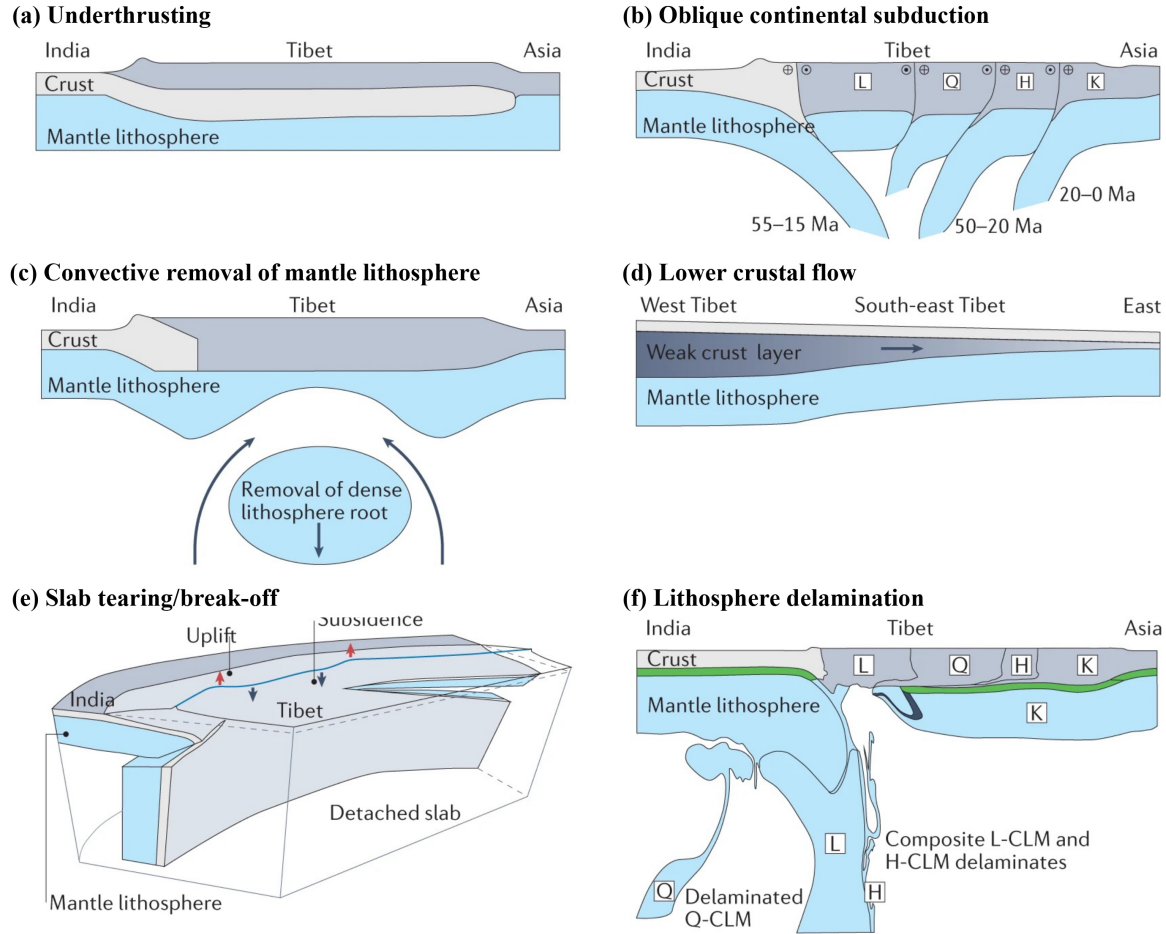 (a) Underthrusting
India Tibet Asia
Crust
Mantle lithosphere
(b) Oblique continental subduction
India Tibet Asia
Crust
L Q H K
Mantle lithosphere
20–0 Ma
55–15 Ma 50–20 Ma
(c) Convective removal of mantle lithosphere
India Tibet Asia
Crust
Mantle lithosphere
Removal of dense
lithosphere root
(d) Lower crustal flow
West Tibet South-east Tibet East
Weak crust layer
Mantle lithosphere
(e) Slab tearing/break-off
Subsidence
Uplift
India
Tibet
Detached slab
Mantle lithosphere
(f) Lithosphere delamination
India Tibet Asia
Crust
L Q H K
Mantle lithosphere
K
L
Composite L-CLM and
H-CLM delaminates
Q
H
Delaminated
Q-CLM